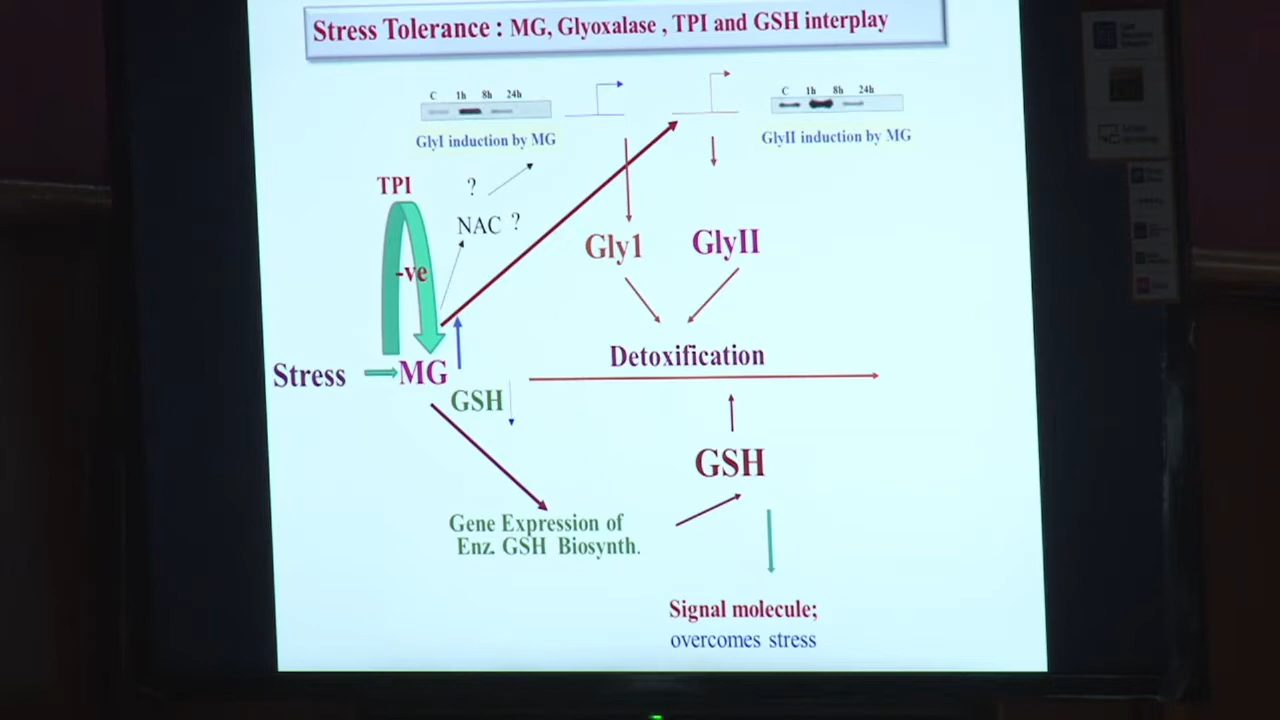 Stress Tolerance : MG, Glyoxalase , TPI and GSH interplay
C 1h 8h 24h
GlyI induction by MG
C 1h 8h 24h
GlyII induction by MG
TPI
?
NAC ?
-ve
Gly1
GlyII
Stress
MG
GSH
Detoxification
GSH
Gene Expression of
Enz. GSH Biosynth.
Signal molecule;
overcomes stress